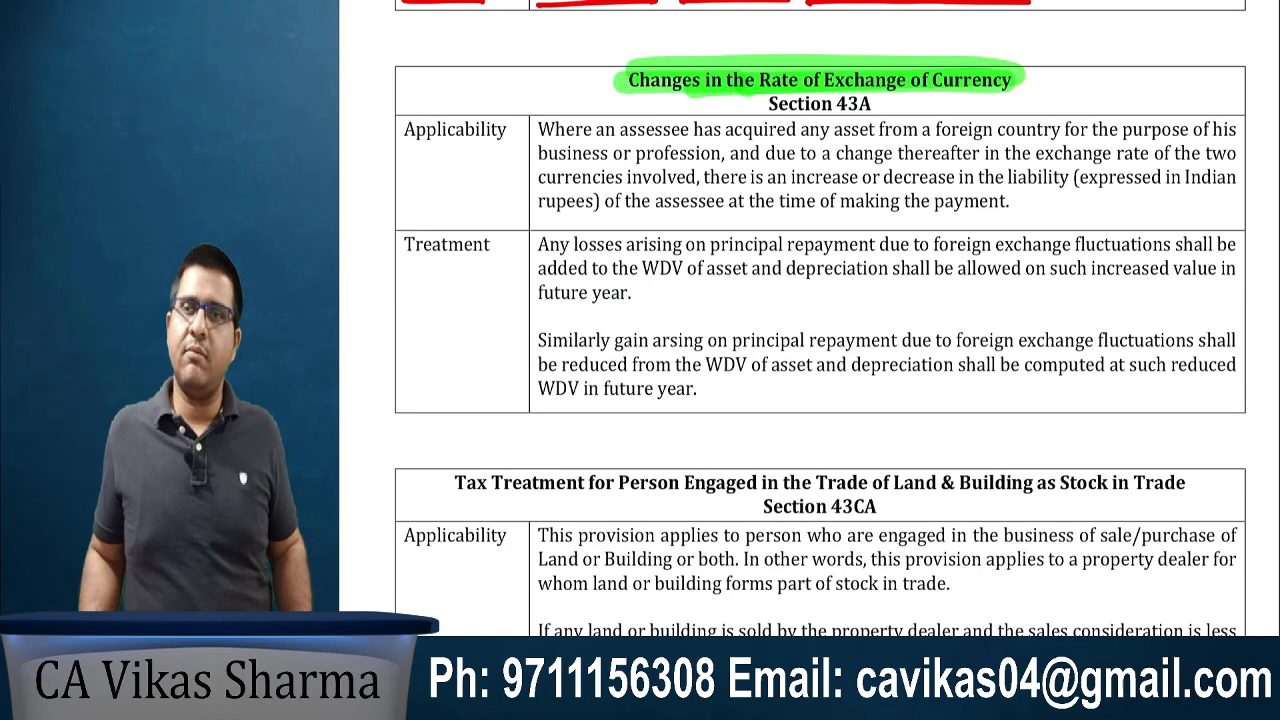 Changes in the Rate of Exchange of Currency
Section 43A
Applicability
Where an assessee has acquired any asset from a foreign country for the purpose of his
business or profession, and due to a change thereafter in the exchange rate of the two
currencies involved, there is an increase or decrease in the liability (expressed in Indian
rupees) of the assessee at the time of making the payment.
Treatment
Any losses arising on principal repayment due to foreign exchange fluctuations shall be
added to the WDV of asset and depreciation shall be allowed on such increased value in
future year.
Similarly gain arsing on principal repayment due to foreign exchange fluctuations shall
be reduced from the WDV of asset and depreciation shall be computed at such reduced
WDV in future year.
Tax Treatment for Person Engaged in the Trade of Land & Building as Stock in Trade
Section 43CA
Applicability
This provision applies to person who are engaged in the business of sale/purchase of
Land or Building or both. In other words, this provision applies to a property dealer for
whom land or building forms part of stock in trade.
If any land or building is sold by the property dealer and the sales consideration is less
CA Vikas Sharma
Ph: 9711156308 Email: cavikas04@gmail.com